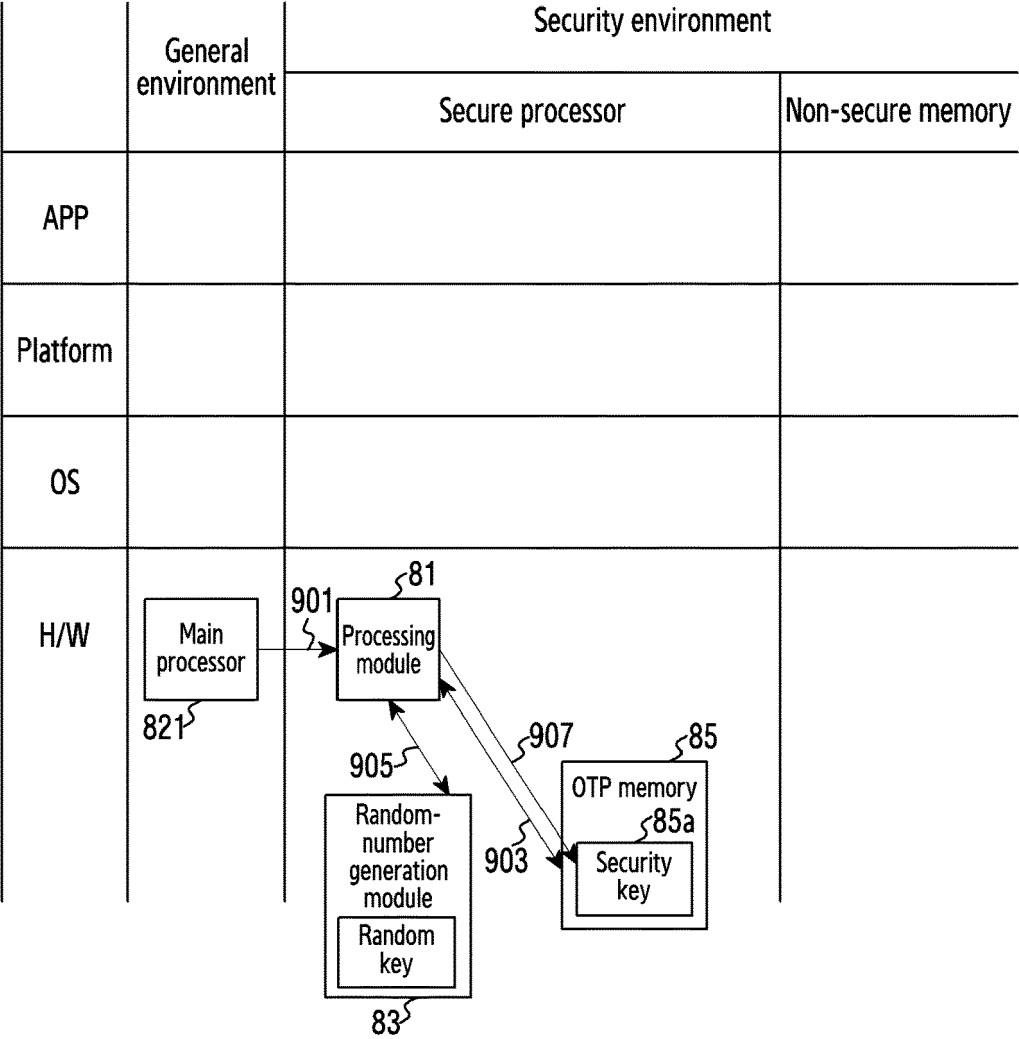 Security environment
General
environment
Secure processor
Non-secure memory
APP
Platform
OS
H/W
901
81
Main
processor
821
Processing
module
905
907
903
85
OTP memory
85a
Security
key
Random-
number
generation
module
Random
key
83